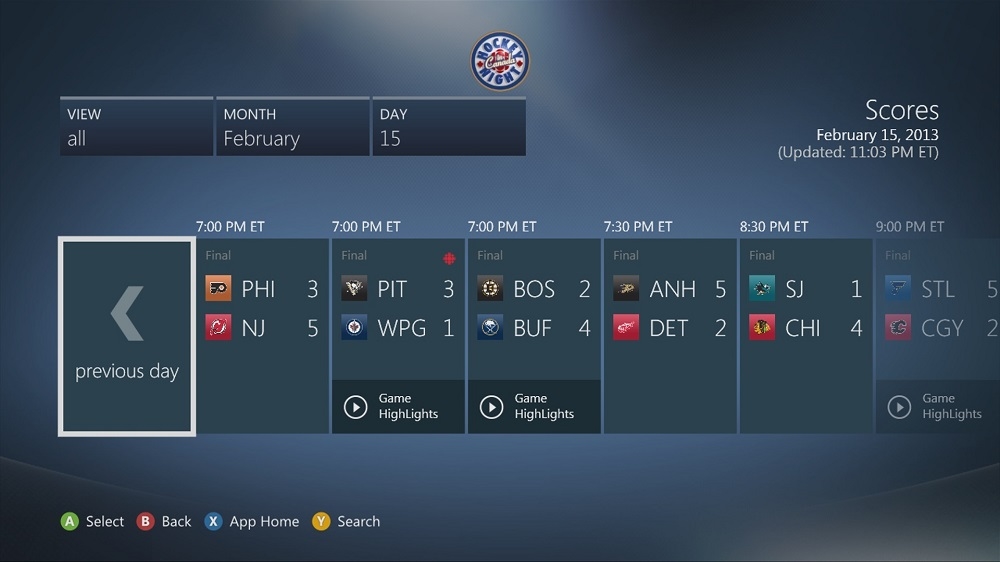 HOCKEY
in
Canada
NIGHT
VIEW
all
MONTH
February
DAY
15
Scores
February 15, 2013
(Updated: 11:03 PM ET)
previous day
7:00 PM ET
Final
PHI 3
NJ 5
7:00 PM ET
Final
PIT 3
WPG 1
Game
HighLights
7:00 PM ET
Final
BOS 2
BUF 4
Game
HighLights
7:30 PM ET
Final
ANH 5
DET 2
8:30 PM ET
Final
SJ 1
CHI 4
9:00 PM ET
Final
STL 5
CGY 2
Game
HighLights
A Select B Back X App Home Y Search